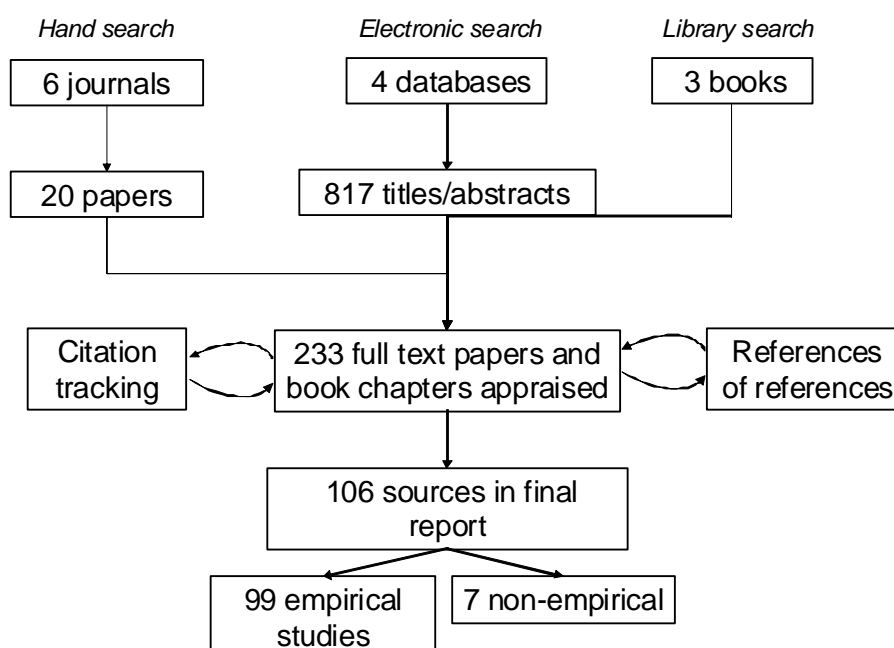 Hand search
Electronic search
Library search
6 journals
4 databases
3 books
20 papers
817 titles/abstracts
Citation
tracking
233 full text papers and
book chapters appraised
References
of references
106 sources in final
report
99 empirical
studies
7 non-empirical